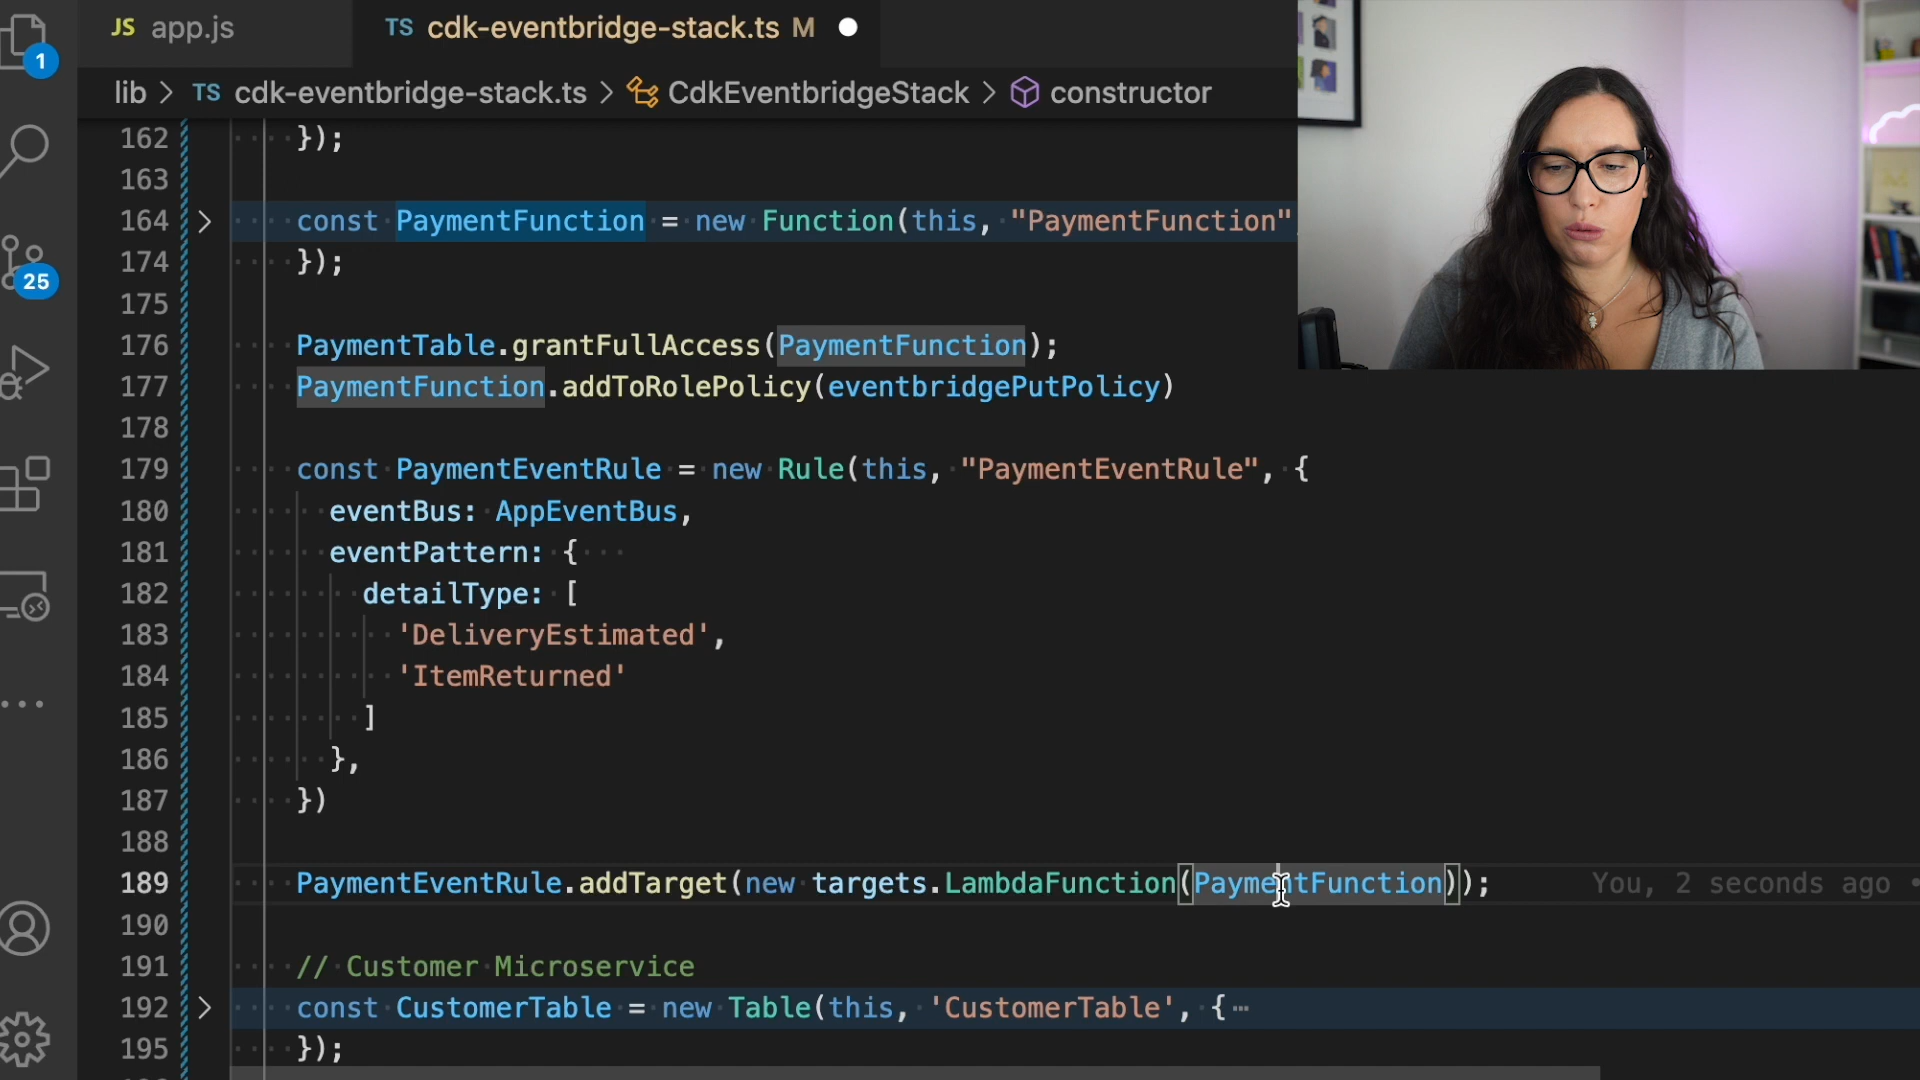 JS app.js
TS cdk-eventbridge-stack.ts M
1
lib > TS cdk-eventbridge-stack.ts > CdkEventbridgeStack > constructor
162 });
163
164 const PaymentFunction = new Function(this, "PaymentFunction"
174 });
175
25
176 PaymentTable.grantFullAccess(PaymentFunction);
177 PaymentFunction.addToRolePolicy(eventbridgePutPolicy)
178
179 const PaymentEventRule = new Rule(this, "PaymentEventRule", {
180 eventBus: AppEventBus,
181 eventPattern: {
182 detailType: [
183 'DeliveryEstimated',
184 'ItemReturned'
185 ]
186 },
187 })
188
189 PaymentEventRule.addTarget(new targets.LambdaFunction(PaymentFunction)); You, 2 seconds ago •
190
191 // Customer Microservice
192 const CustomerTable = new Table(this, 'CustomerTable', { …
195 });